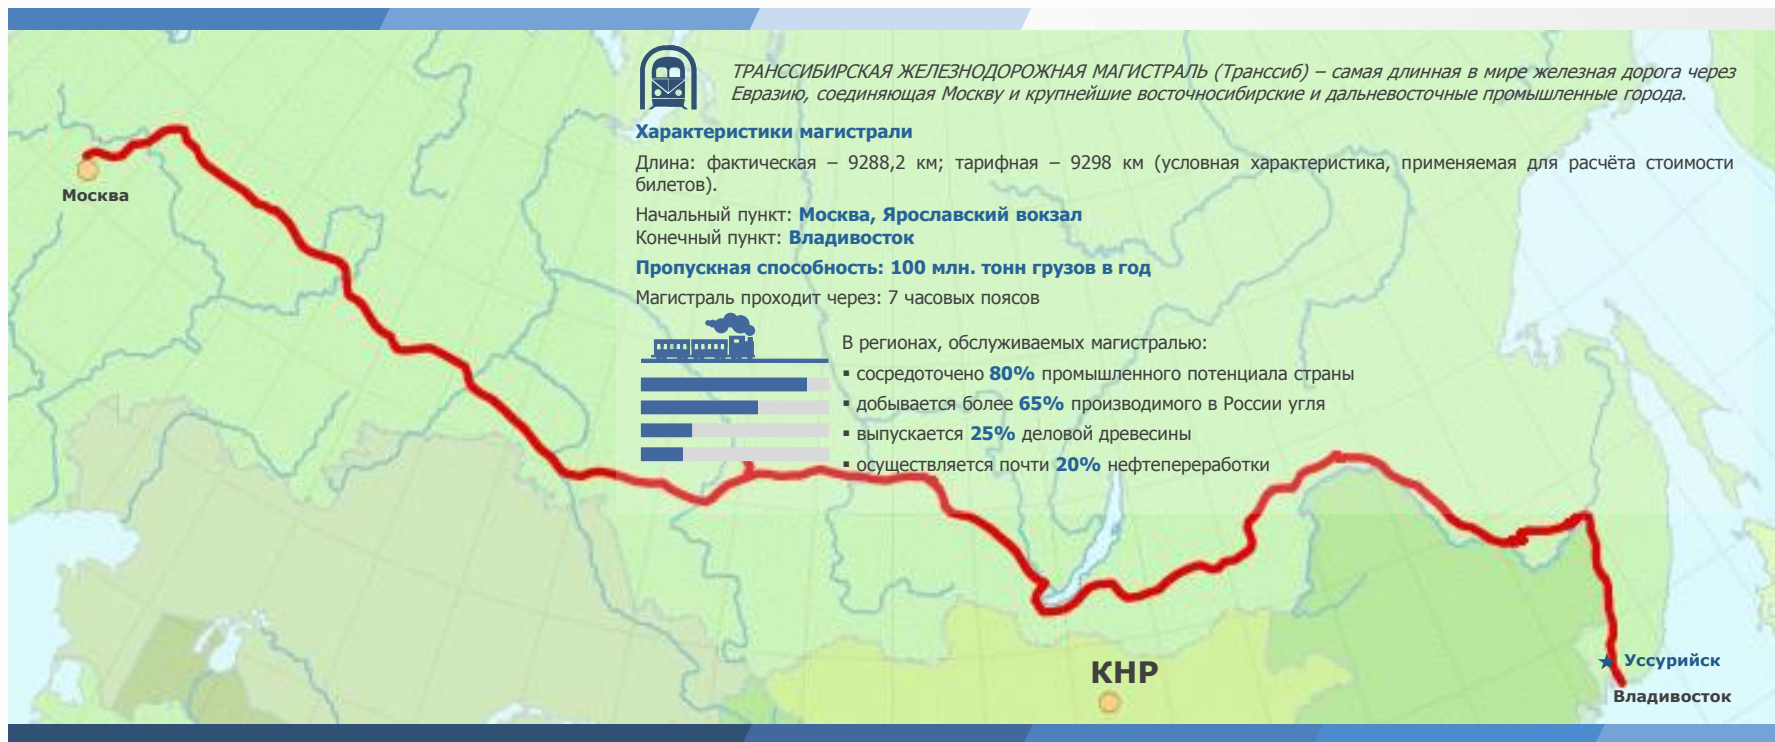 ТРАНССИБИРСКАЯ ЖЕЛЕЗНОДОРОЖНАЯ МАГИСТРАЛЬ (Транссиб) – самая длинная в мире железная дорога через
Евразию, соединяющая Москву и крупнейшие восточносибирские и дальневосточные промышленные города.
Характеристики магистрали
Длина: фактическая – 9288,2 км; тарифная – 9298 км (условная характеристика, применяемая для расчёта стоимости
билетов).
Начальный пункт: Москва, Ярославский вокзал
Конечный пункт: Владивосток
Пропускная способность: 100 млн. тонн грузов в год
Магистраль проходит через: 7 часовых поясов
В регионах, обслуживаемых магистралью:
▪ сосредоточено 80% промышленного потенциала страны
▪ добывается более 65% производимого в России угля
▪ выпускается 25% деловой древесины
▪ осуществляется почти 20% нефтепереработки
Москва
КНР
Уссурийск
Владивосток